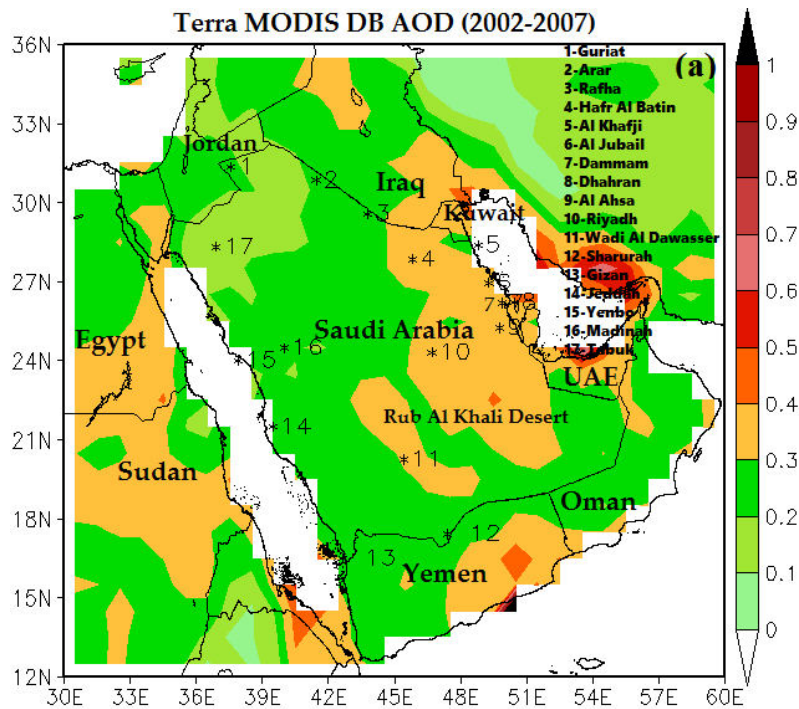 Terra MODIS DB AOD (2002-2007)
36N
33N
30N
27N
24N
21N
18N
15N
12N
30E
33E
36E
39E
42E
45E
48E
51E
54E
57E
60E
(a)
1-Guriat
2-Arar
3-Rafha
4-Hafr Al Batin
5-Al Khafji
6-Al Jubail
7-Dammam
8-Dhahran
9-Al Ahsa
10-Riyadh
11-Wadi Al Dawasser
12-Sharurah
13-Gizan
14-Jeddah
15-Yenbo
16-Madinah
17-Tabuk
Jordan
*1
*2
Iraq
*3
Kuwait
*17
*4
*5
*6
7*
*8
*9
Saudi Arabia
Egypt
*15
*16
*10
UAE
Rub Al Khali Desert
*14
*11
Sudan
Oman
*12
13
Yemen
1
0.9
0.8
0.7
0.6
0.5
0.4
0.3
0.2
0.1
0